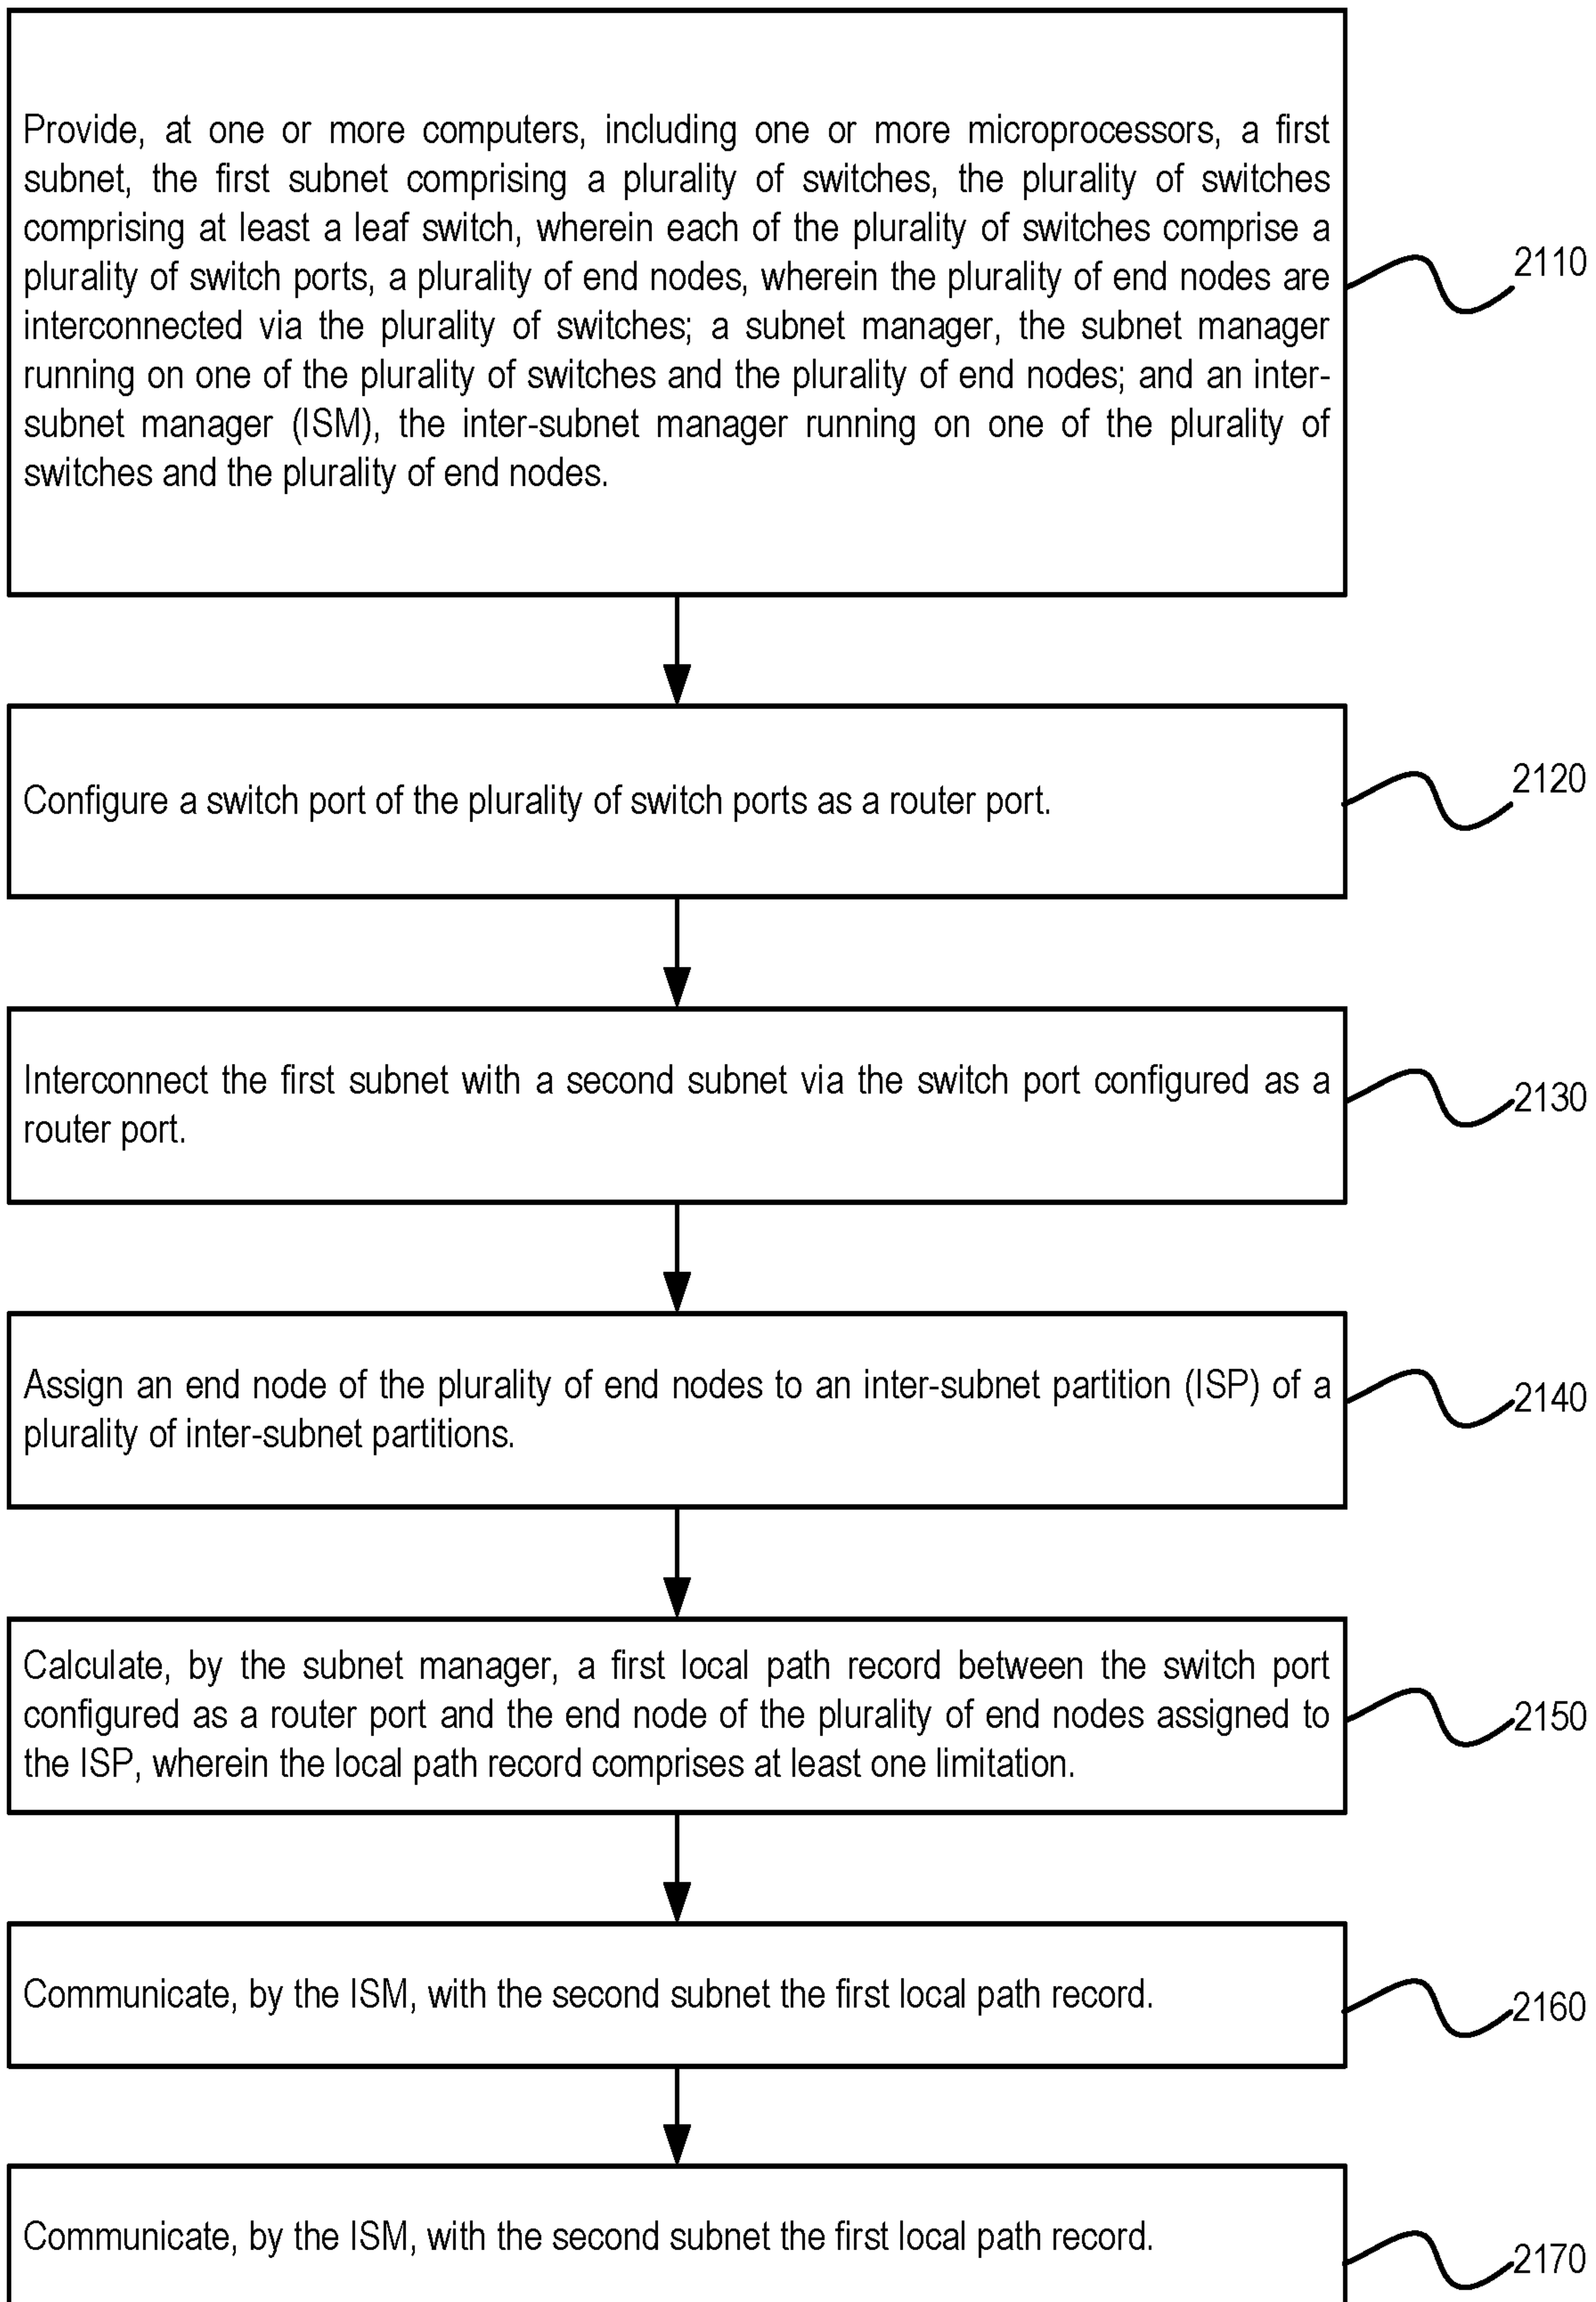 Provide, at one or more computers, including one or more microprocessors, a first
subnet, the first subnet comprising a plurality of switches, the plurality of switches
comprising at least a leaf switch, wherein each of the plurality of switches comprise a
plurality of switch ports, a plurality of end nodes, wherein the plurality of end nodes are
interconnected via the plurality of switches; a subnet manager, the subnet manager
running on one of the plurality of switches and the plurality of end nodes; and an inter-
subnet manager (ISM), the inter-subnet manager running on one of the plurality of
switches and the plurality of end nodes.
2110
Configure a switch port of the plurality of switch ports as a router port.
2120
Interconnect the first subnet with a second subnet via the switch port configured as a
router port.
2130
Assign an end node of the plurality of end nodes to an inter-subnet partition (ISP) of a
plurality of inter-subnet partitions.
2140
Calculate, by the subnet manager, a first local path record between the switch port
configured as a router port and the end node of the plurality of end nodes assigned to
the ISP, wherein the local path record comprises at least one limitation.
2150
Communicate, by the ISM, with the second subnet the first local path record.
2160
Communicate, by the ISM, with the second subnet the first local path record.
2170